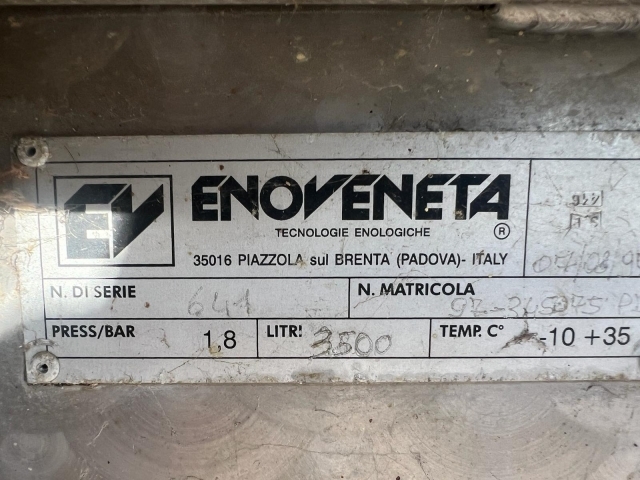 EV ENOVENETA ®
TECNOLOGIE ENOLOGICHE
35016 PIAZZOLA sul BRENTA (PADOVA)- ITALY
N. DI SERIE 641
N. MATRICOLA
PRESS/BAR 1,8 LITRI 3500 TEMP. C° -10 +35